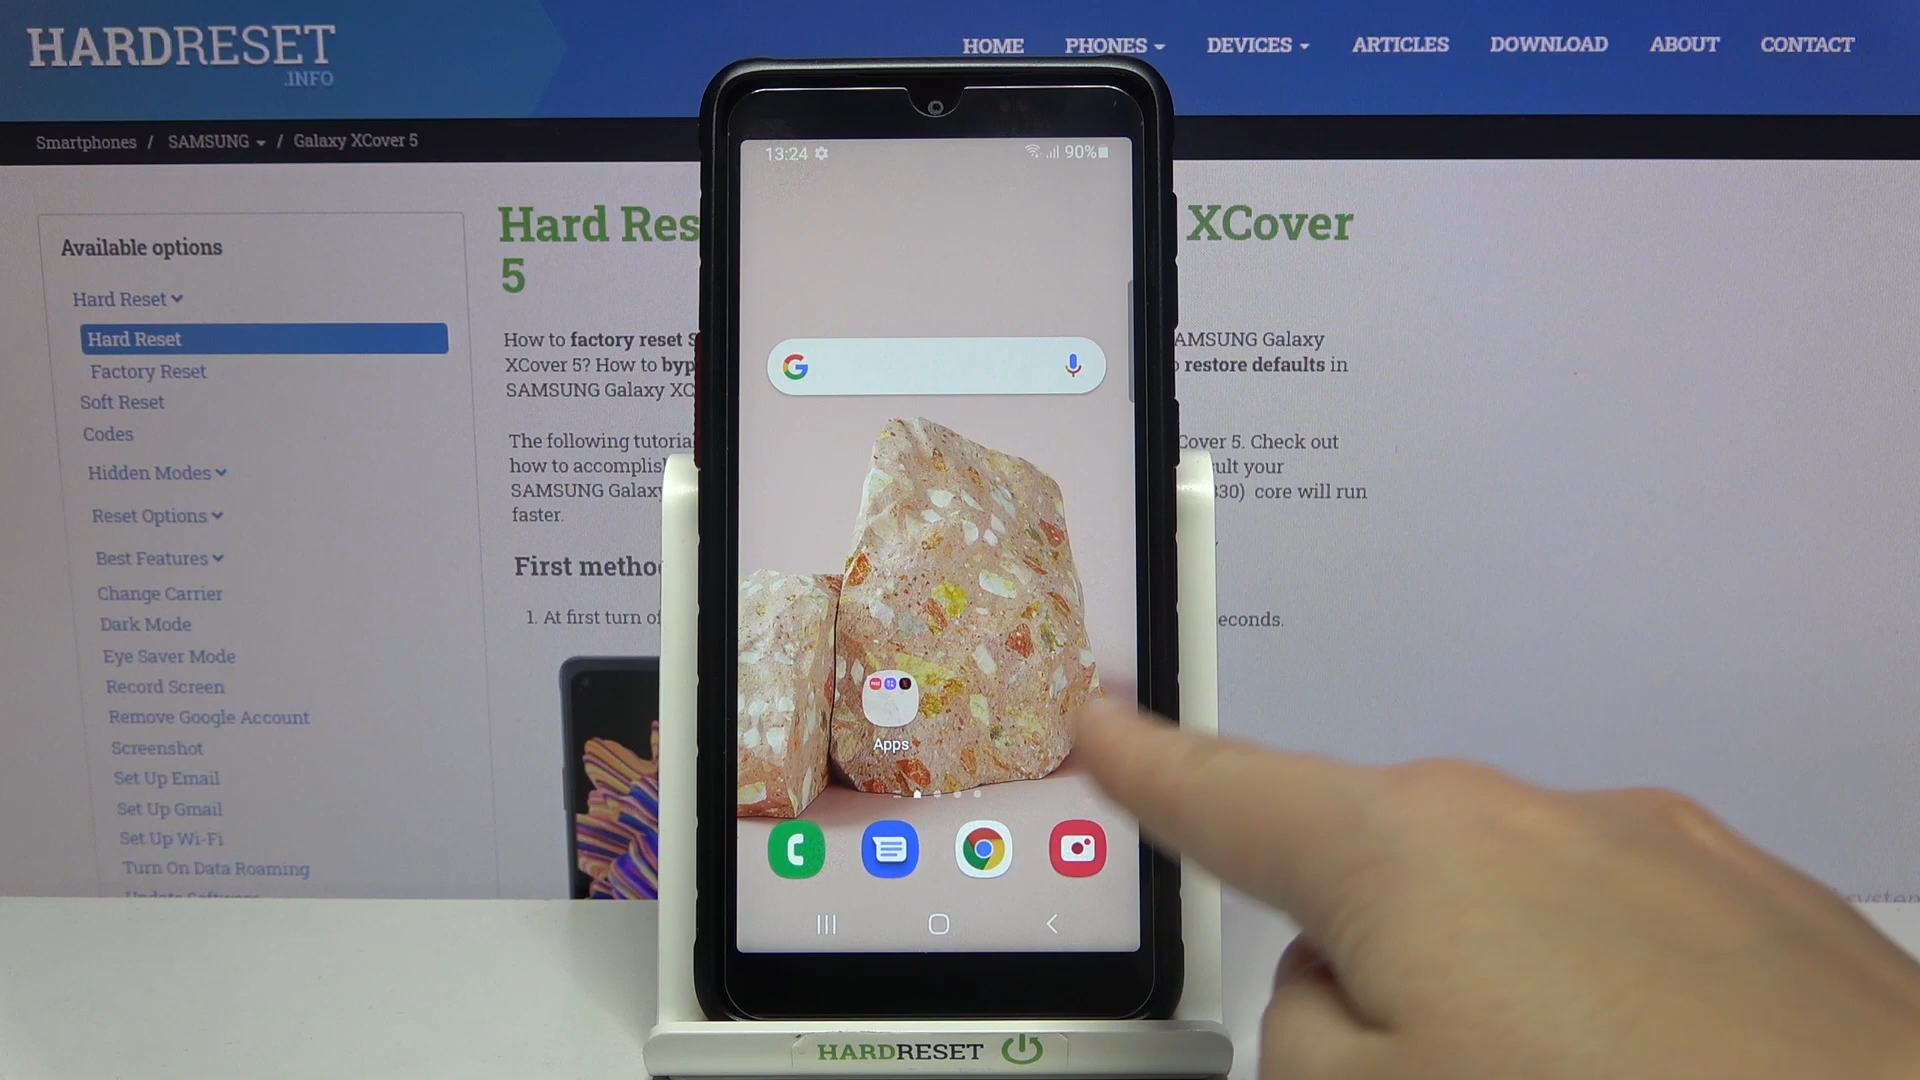 HARDRESET
.INFO
HOME PHONES DEVICES ARTICLES DOWNLOAD ABOUT CONTACT
Smartphones / SAMSUNG / Galaxy XCover 5
Available options
Hard Reset
Hard Reset
Factory Reset
Soft Reset
Codes
Hidden Modes
Reset Options
Best Features
Change Carrier
Dark Mode
Eye Saver Mode
Record Screen
Remove Google Account
Screenshot
Set Up Email
Set Up Gmail
Set Up Wi-Fi
Turn On Data Roaming
Update Software
Hard Res XCover
5
How to factory reset S AMSUNG Galaxy
XCover 5? How to byp restore defaults in
SAMSUNG Galaxy XC
The following tutoria Cover 5. Check out
how to accomplis ult your
SAMSUNG Galaxy 30) core will run
faster.
First metho
1. At first turn of econds.
13:24 90%
Apps
HARDRESET